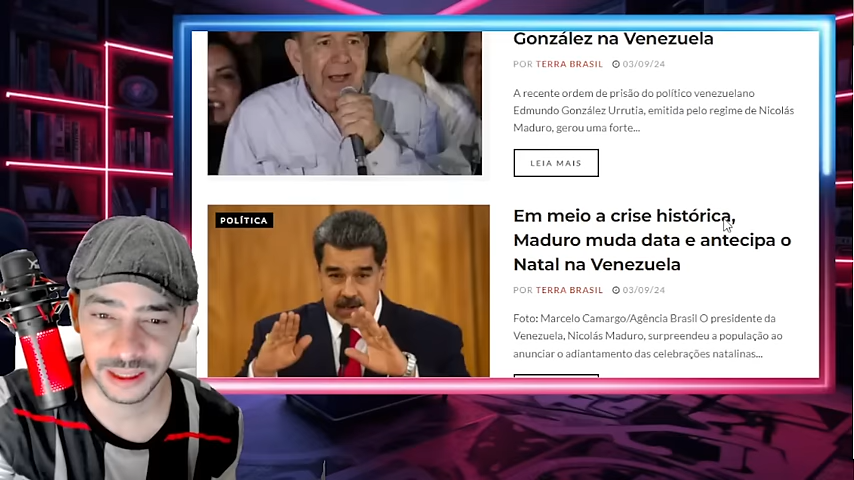 González na Venezuela
POR TERRA BRASIL 03/09/24
A recente ordem de prisão do político venezuelano
Edmundo González Urrutia, emitida pelo regime de Nicolás
Maduro, gerou uma forte...
LEIA MAIS
POLÍTICA
Em meio a crise histórica,
Maduro muda data e antecipa o
Natal na Venezuela
POR TERRA BRASIL 03/09/24
Foto: Marcelo Camargo/Agência Brasil O presidente da
Venezuela, Nicolás Maduro, surpreendeu a população ao
anunciar o adiantamento das celebrações natalinas...